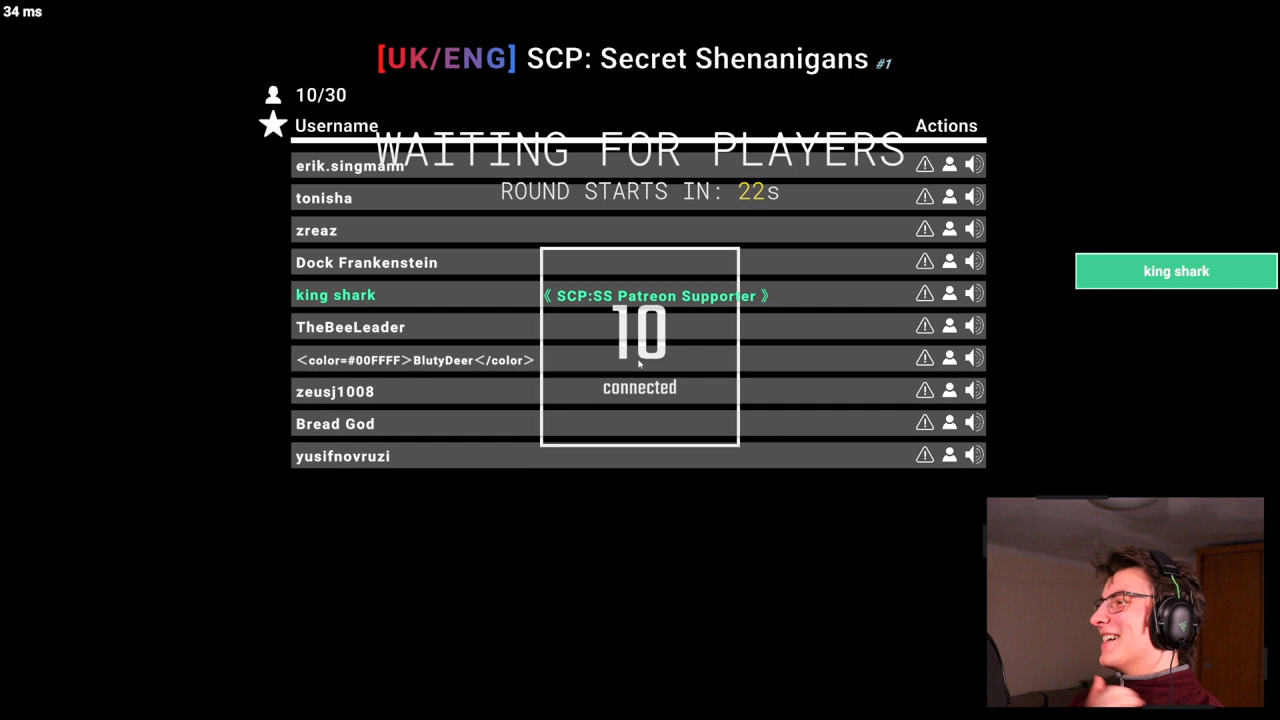 34 ms
[UK/ENG] SCP: Secret Shenanigans #1
10/30
Username
Actions
WAITING FOR PLAYERS
erik.singmann
ROUND STARTS IN: 22s
tonisha
zreaz
Dock Frankenstein
king shark
king shark
《 SCP:SS Patreon Supporter 》
10
TheBeeLeader
<color=#00FFFF>BlutyDeer</color>
connected
zeusj1008
Bread God
yusifnovruzi